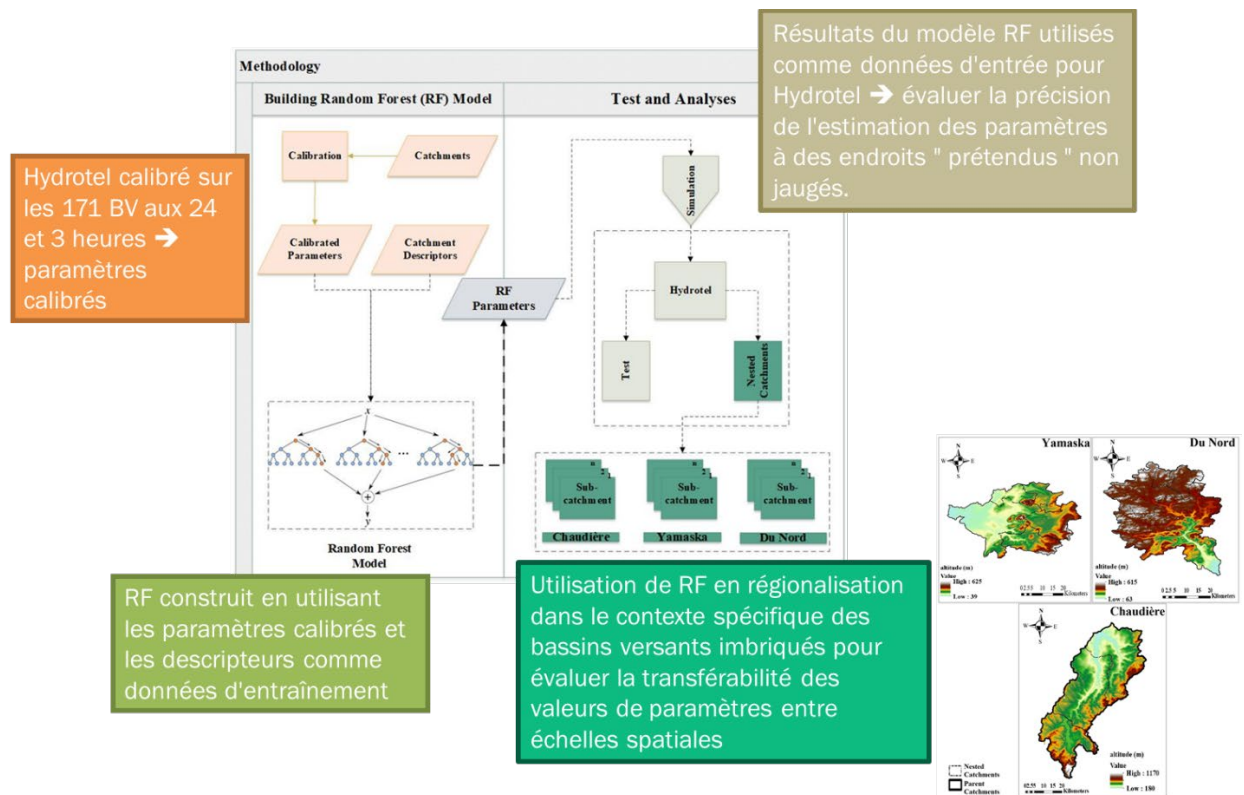 Résultats du modèle RF utilisés
comme données d'entrée pour
Hydrotel ➔ évaluer la précision
de l'estimation des paramètres
à des endroits " prétendus " non
jaugés.
Methodology
Building Random Forest (RF) Model
Test and Analyses
Hydrotel calibré sur
les 171 BV aux 24
et 3 heures ➔
paramètres
calibrés
Calibration
Catchments
Calibrated
Parameters
Catchment
Descriptors
RF
Parameters
Simulation
Hydrotel
Test
Nested
Catchments
x
...
y
Random Forest
Model
Sub-
catchment
Sub-
catchment
Sub-
catchment
Chaudière
Yamaska
Du Nord
RF construit en utilisant
les paramètres calibrés et
les descripteurs comme
données d'entraînement
Utilisation de RF en régionalisation
dans le contexte spécifique des
bassins versants imbriqués pour
évaluer la transférabilité des
valeurs de paramètres entre
échelles spatiales
Yamaska
N
W
E
S
altitude (m)
Value
High : 625
Low : 39
Kilometers
Du Nord
N
W
E
S
altitude (m)
Value
High : 615
Low : 63
Kilometers
Chaudière
N
W
E
S
altitude (m)
Value
High : 1170
Low : 180
Kilometers
Nested
Catchments
Parent
Catchments